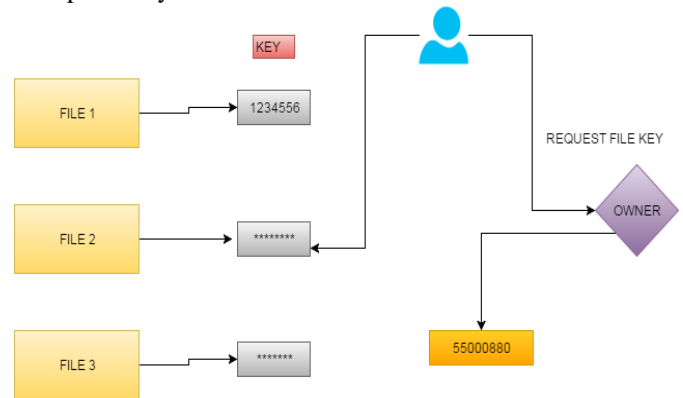 KEY
FILE 1
1234556
REQUEST FILE KEY
FILE 2
********
OWNER
FILE 3
*******
55000880